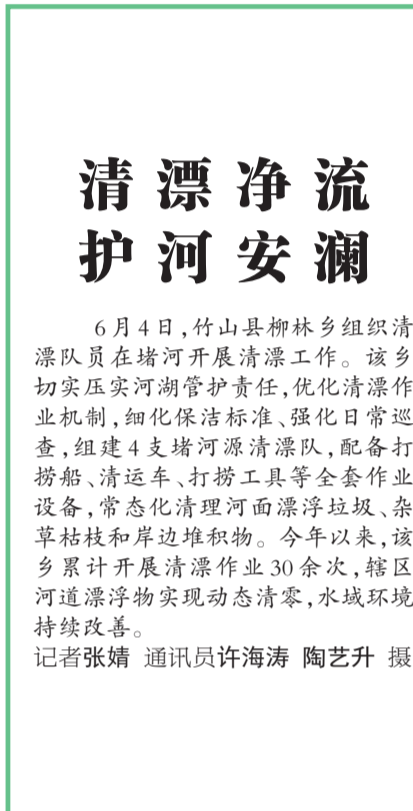 清漂净流
护河安澜
6月4日,竹山县柳林乡组织清
漂队员在堵河开展清漂工作。该乡
切实压实河湖管护责任,优化清漂作
业机制,细化保洁标准、强化日常巡
查,组建4支堵河源清漂队,配备打
捞船、清运车、打捞工具等全套作业
设备,常态化清理河面漂浮垃圾、杂
草枯枝和岸边堆积物。今年以来,该
乡累计开展清漂作业30余次,辖区
河道漂浮物实现动态清零,水域环境
持续改善。
记者张婧 通讯员许海涛 陶艺升 摄